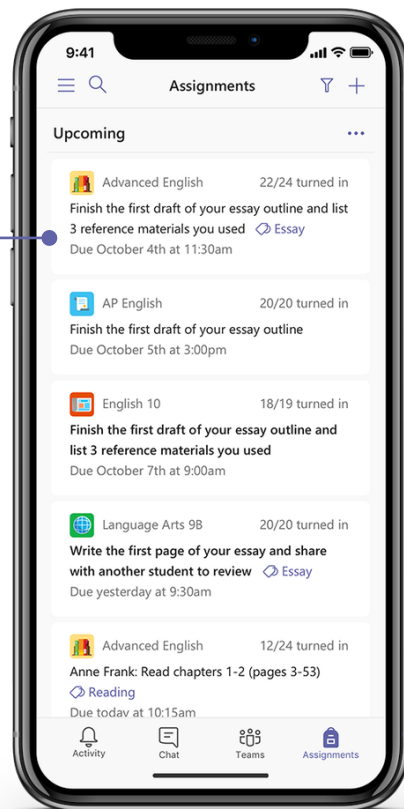 9:41
Assignments
Upcoming
Advanced English 22/24 turned in
Finish the first draft of your essay outline and list
3 reference materials you used Essay
Due October 4th at 11:30am
AP English 20/20 turned in
Finish the first draft of your essay outline
Due October 5th at 3:00pm
English 10 18/19 turned in
Finish the first draft of your essay outline and
list 3 reference materials you used
Due October 7th at 9:00am
Language Arts 9B 20/20 turned in
Write the first page of your essay and share
with another student to review Essay
Due yesterday at 9:30am
Advanced English 12/24 turned in
Anne Frank: Read chapters 1-2 (pages 3-53)
Reading
Due today at 10:15am
Activity Chat Teams Assignments